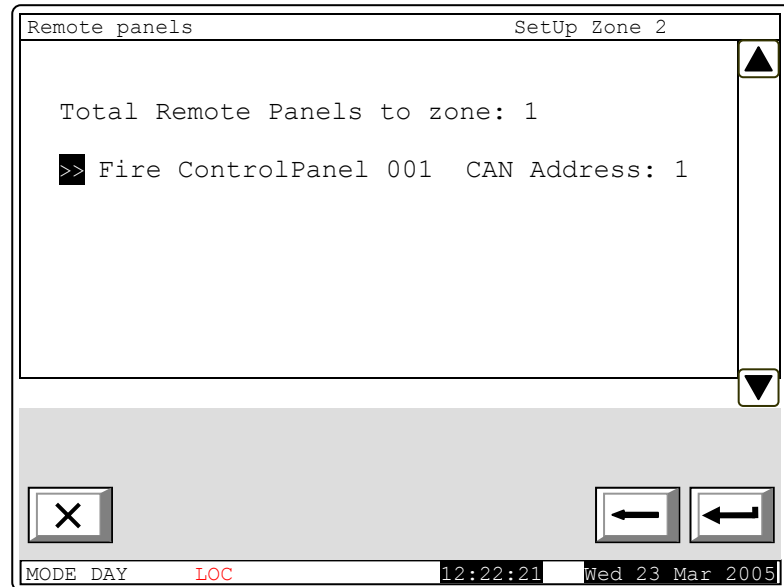 Remote panels SetUp Zone 2
Total Remote Panels to zone: 1
>> Fire ControlPanel 001 CAN Address: 1
MODE DAY LOC 12:22:21 Wed 23 Mar 2005